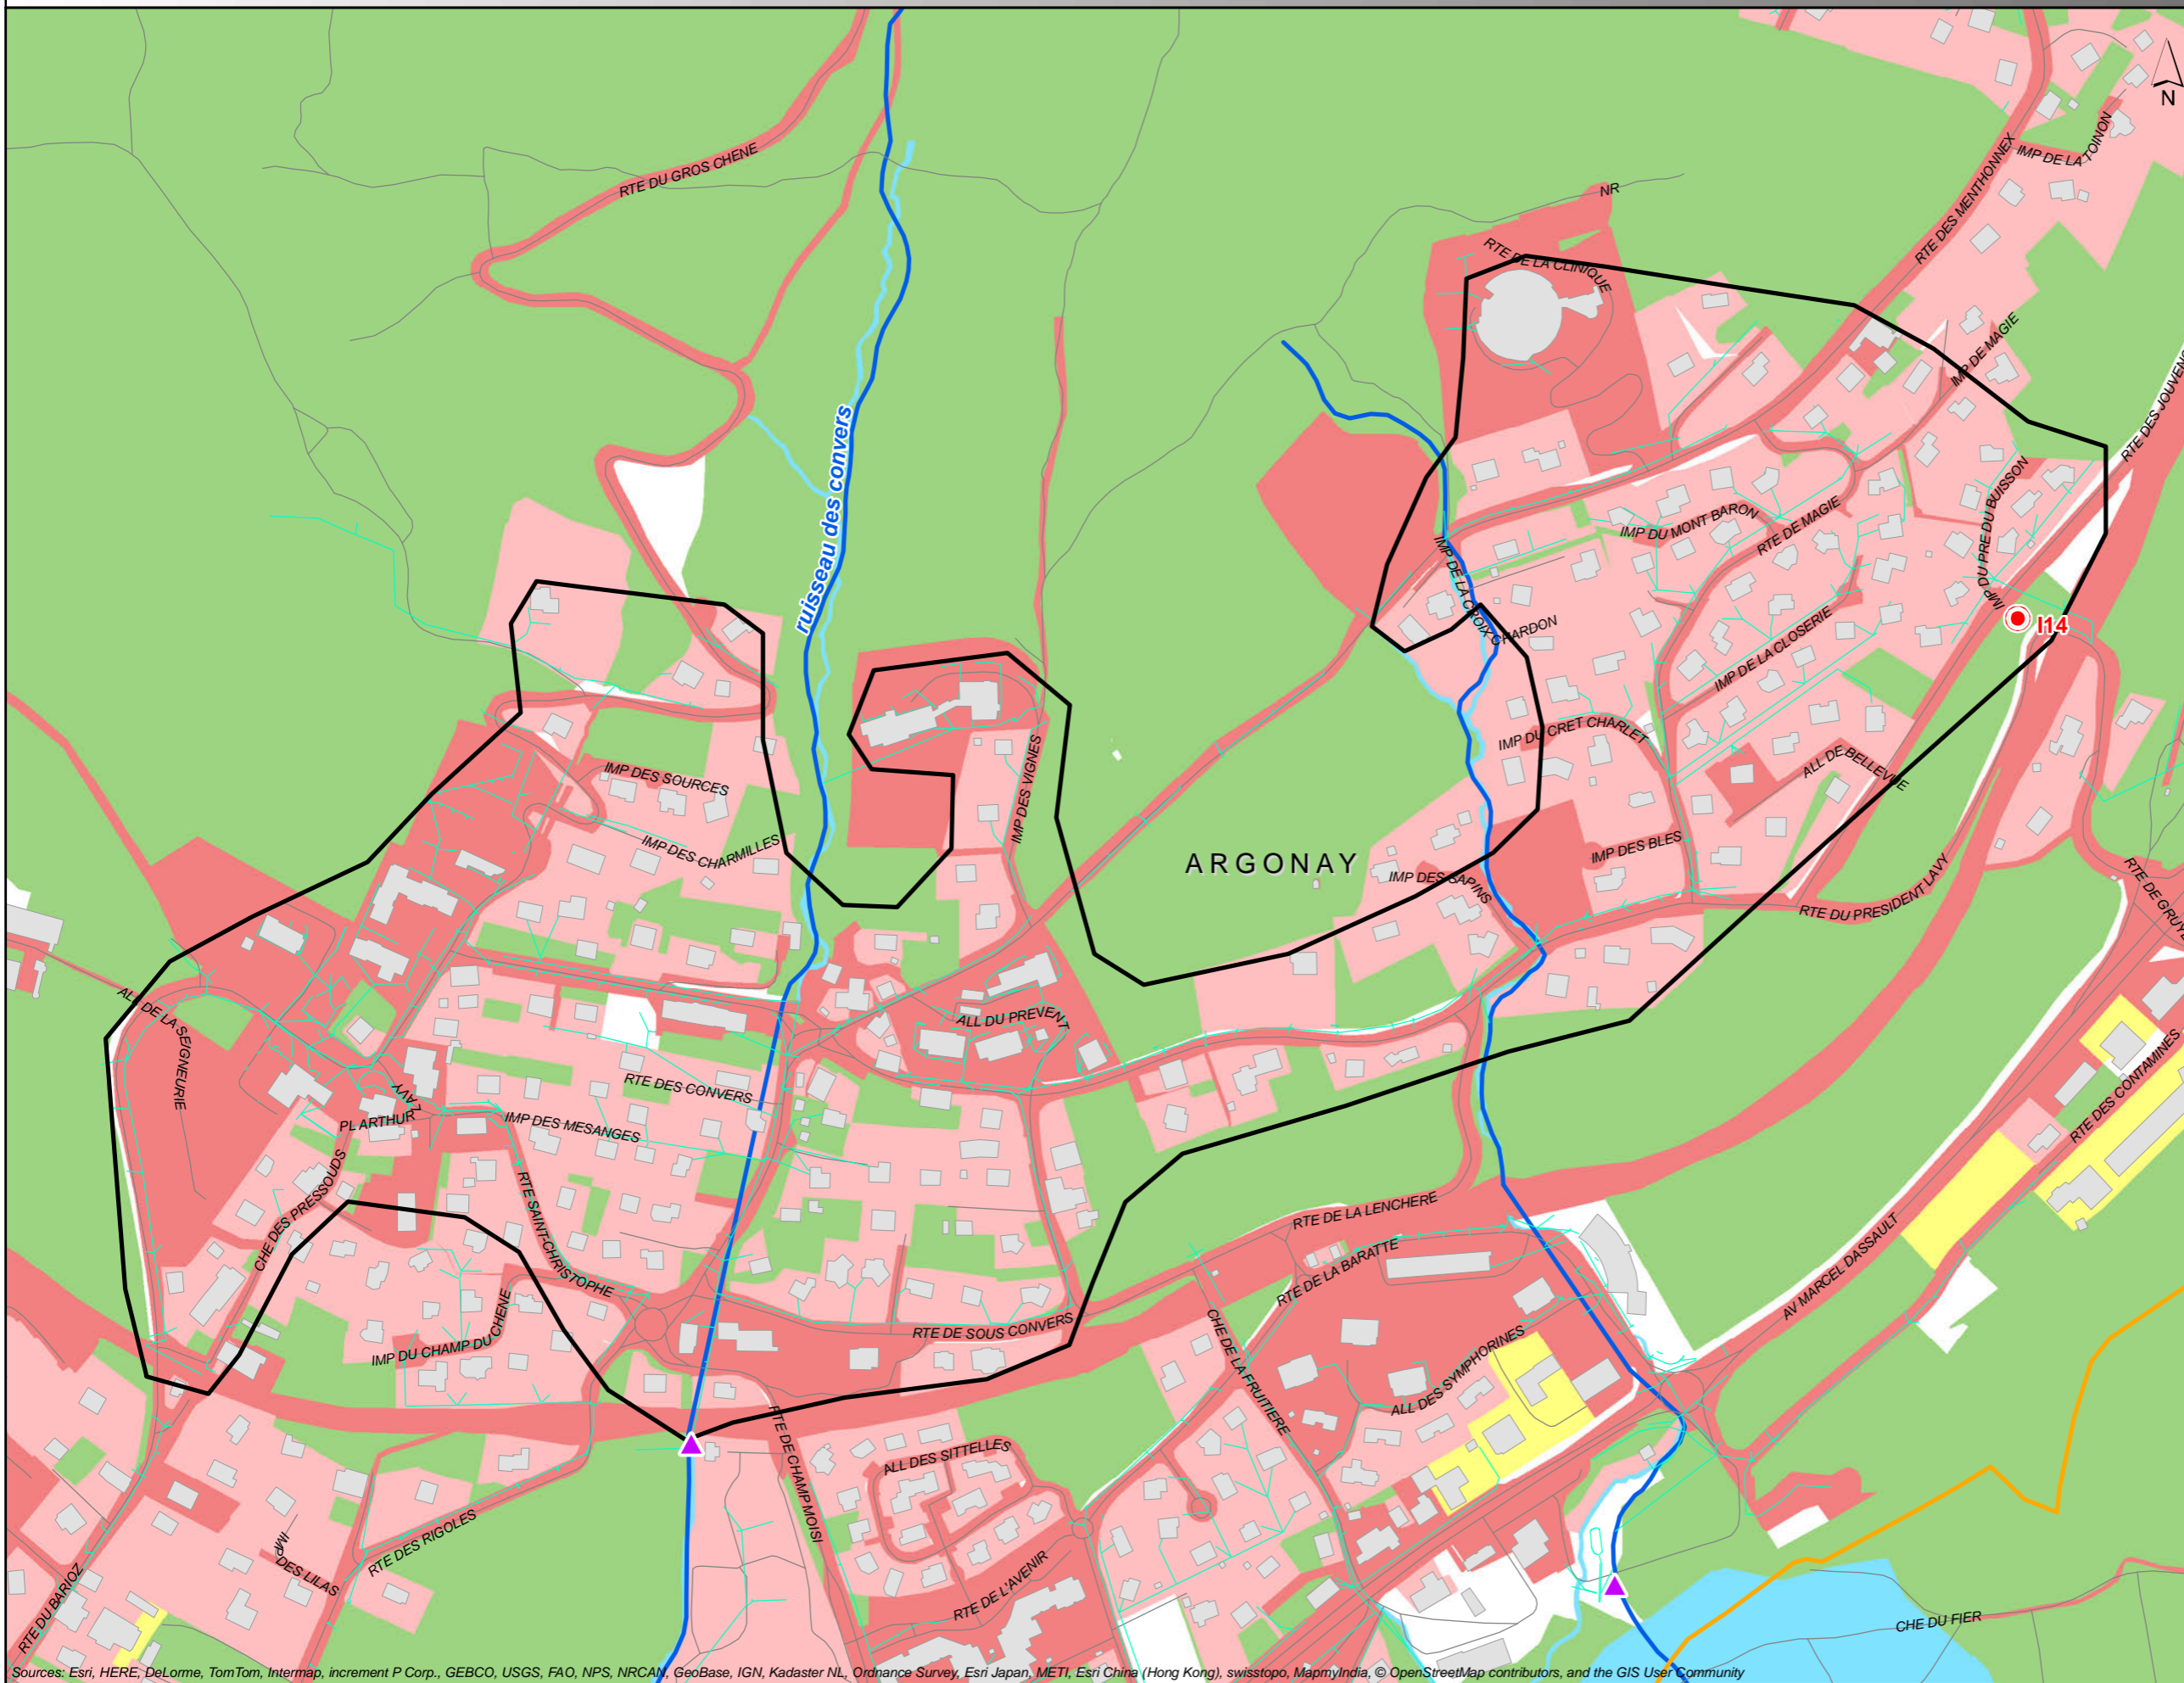 N
IMP DE LA TOINON
RTE DES MENTHONNEX
RTE DU GROS CHENE
NR
RTE DE LA CLINIQUE
IMP DE MAGIE
RTE DES JOUVEN
ruisseau des convers
IMP DU PRE DU BUISSON
IMP DU MONT BARON
RTE DE MAGIE
IMP DE LA CROIX CHARDON
I14
IMP DE LA CLOSERIE
IMP DU CRET CHARLET
ALL DE BELLEVUE
IMP DES VIGNES
IMP DES SOURCES
IMP DES CHARMILLES
IMP DES BLES
ARGONAY
IMP DES SAPINS
RTE DU PRESIDENT LAVY
RTE DE GRUY
ALL DE LA SEIGNEURIE
ALL DU PREVENT
RTE DES CONVERS
PL ARTHUR LAVY
IMP DES MESANGES
RTE DES CONTAMINES
CHE DES PRESSOUDS
RTE SAINT-CHRISTOPHE
RTE DE LA LENCHERE
RTE DE LA BARATTE
AV MARCEL DASSAULT
IMP DU CHAMP DU CHENE
RTE DE SOUS CONVERS
CHE DE LA FRUITIERE
ALL DES SYMPHORINES
RTE DE CHAMP MOISI
ALL DES SITTELLES
RTE DES RIGOLES
IMP DES LILAS
RTE DU BARIOZ
RTE DE L'AVENIR
CHE DU FIER
Sources: Esri, HERE, DeLorme, TomTom, Intermap, increment P Corp., GEBCO, USGS, FAO, NPS, NRCAN, GeoBase, IGN, Kadaster NL, Ordnance Survey, Esri Japan, METI, Esri China (Hong Kong), swisstopo, MapmyIndia, © OpenStreetMap contributors, and the GIS User Community